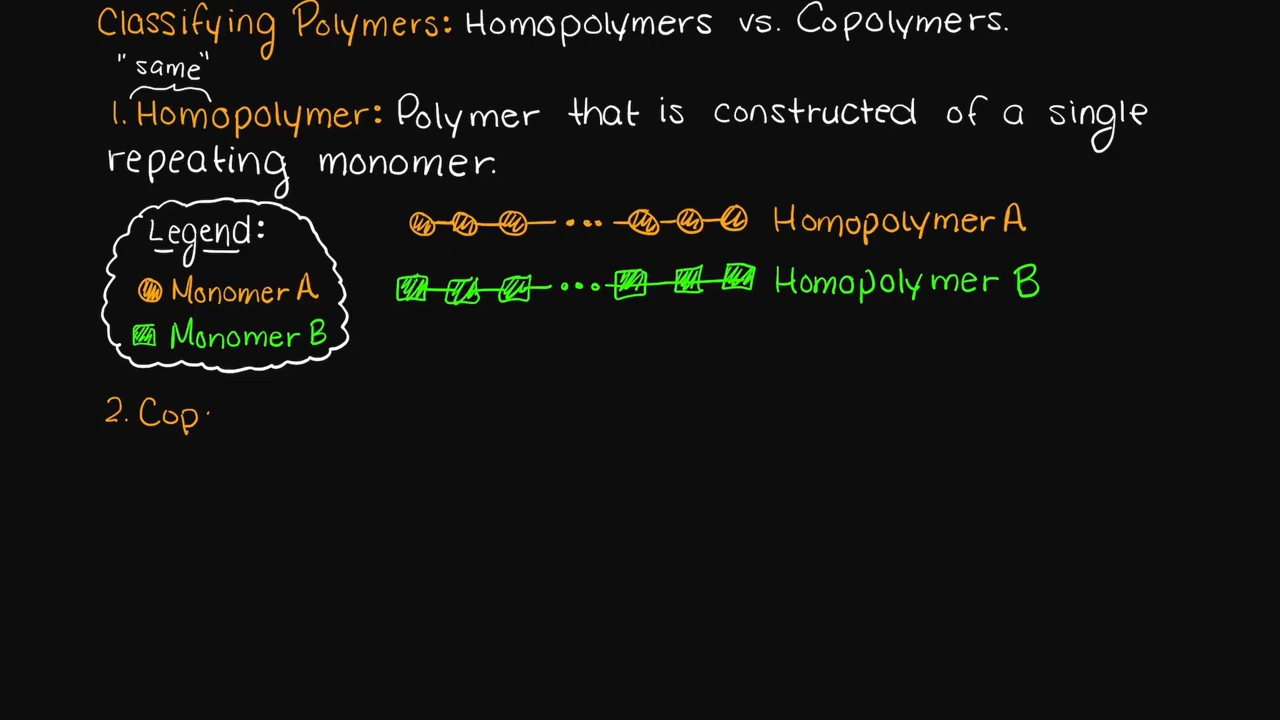 Classifying Polymers: Homopolymers vs. Copolymers.
"same"
1. Homopolymer: Polymer that is constructed of a single
repeating monomer.
Legend:
Monomer A
Monomer B
Homopolymer A
Homopolymer B
2. Cop